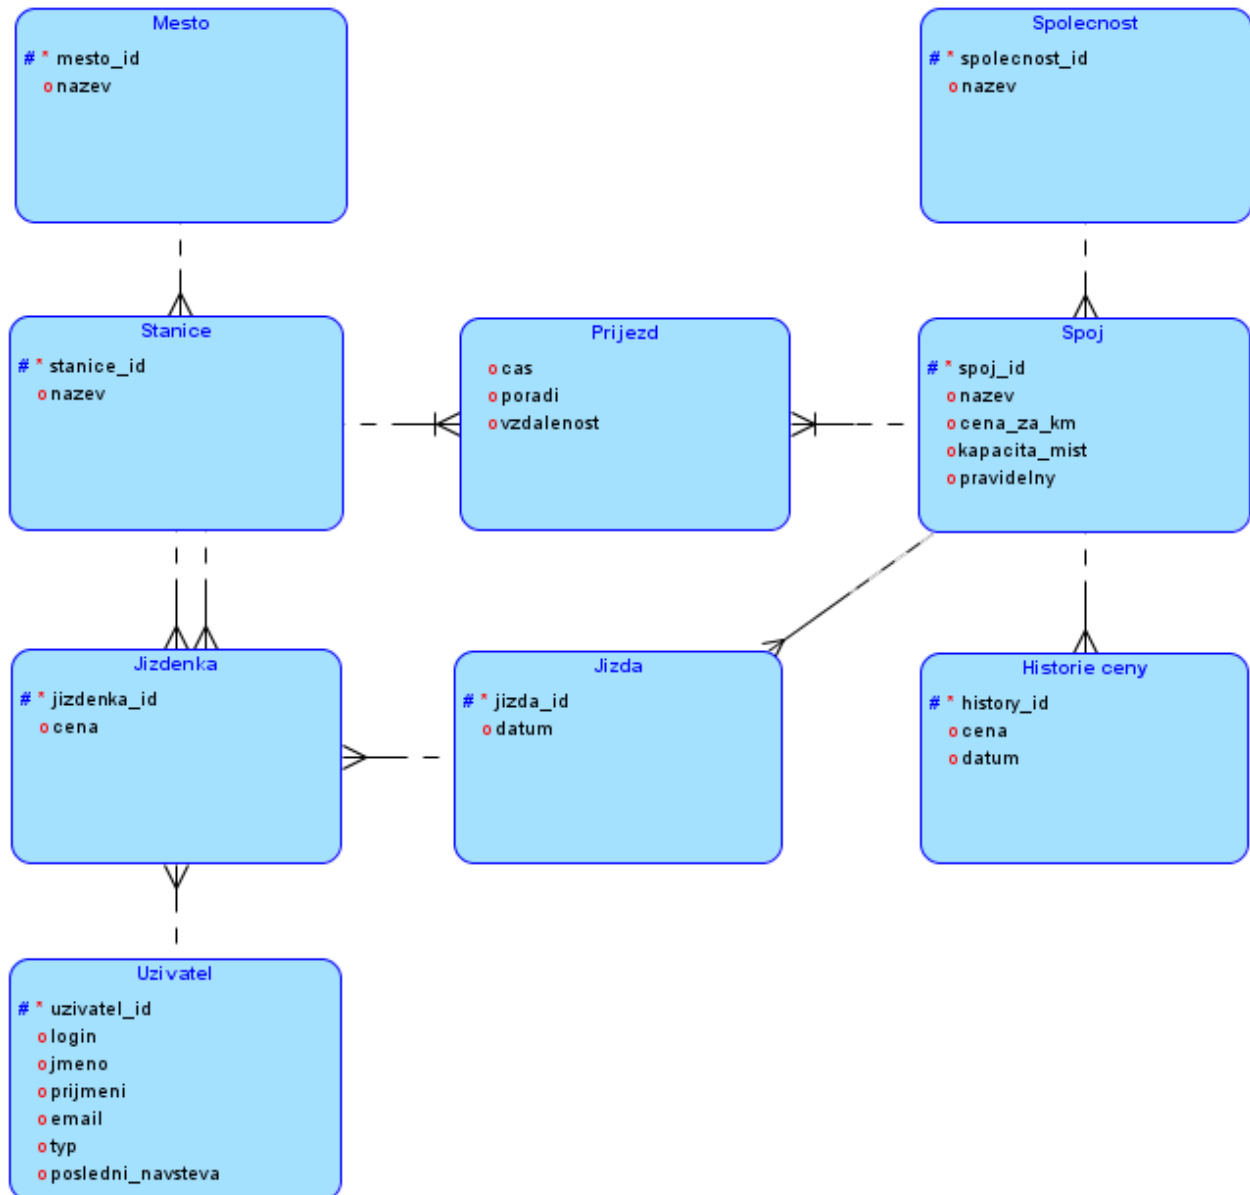 Mesto
# * mesto_id
o nazev
Spolecnost
# * spolecnost_id
o nazev
Stanice
# * stanice_id
o nazev
Prijezd
o cas
o poradi
o vzdalenost
Spoj
# * spoj_id
o nazev
o cena_za_km
o kapacita_mist
o pravidelny
Jizdenka
# * jizdenka_id
o cena
Jizda
# * jizda_id
o datum
Historie ceny
# * history_id
o cena
o datum
Uzivatel
# * uzivatel_id
o login
o jmeno
o prijmeni
o email
o typ
o posledni_navsteva